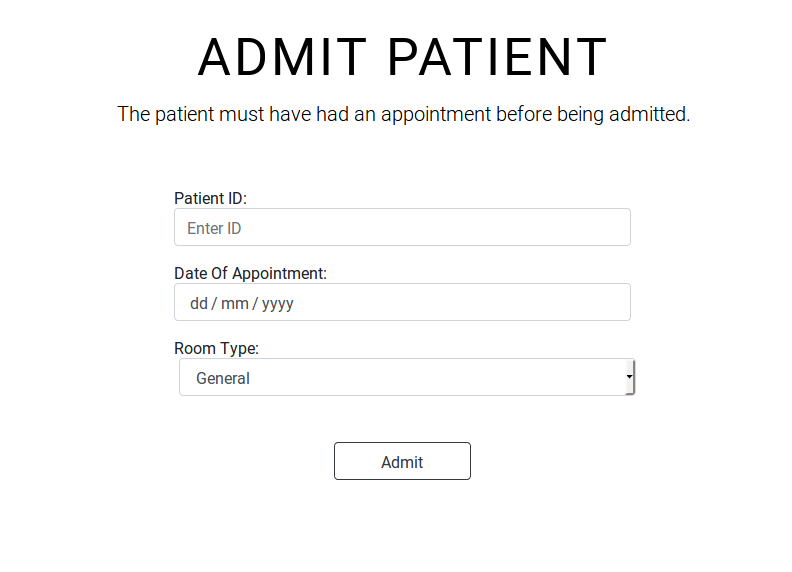 ADMIT PATIENT
The patient must have had an appointment before being admitted.
Patient ID:
Enter ID
Date Of Appointment:
dd / mm / yyyy
Room Type:
General
Admit